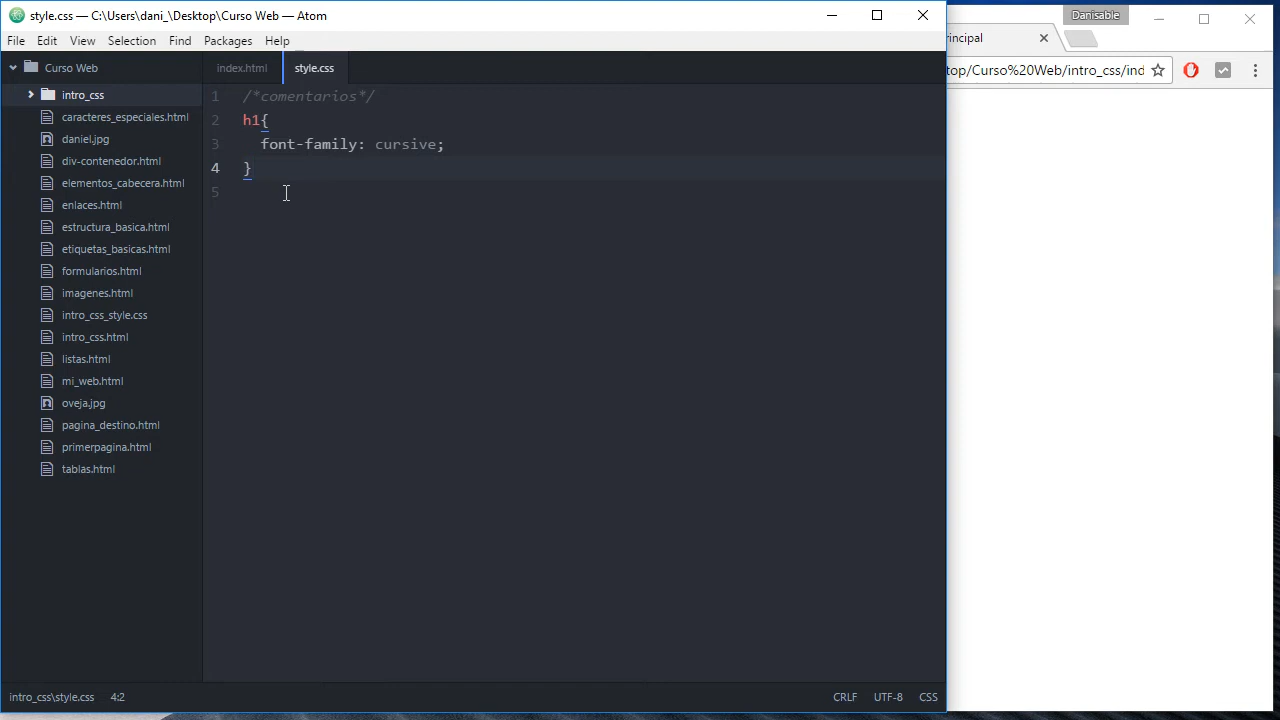 style.css — C:\Users\dani_\Desktop\Curso Web — Atom
File Edit View Selection Find Packages Help
Curso Web
intro_css
caracteres_especiales.html
daniel.jpg
div-contenedor.html
elementos_cabecera.html
enlaces.html
estructura_basica.html
etiquetas_basicas.html
formularios.html
imagenes.html
intro_css_style.css
intro_css.html
listas.html
mi_web.html
oveja.jpg
pagina_destino.html
primerpagina.html
tablas.html
index.html style.css
1 /*comentarios*/
2 h1{
3 font-family: cursive;
4 }
5
intro_css\style.css 4:2
CRLF UTF-8 CSS
Danisable
rincipal
top/Curso%20Web/intro_css/ind